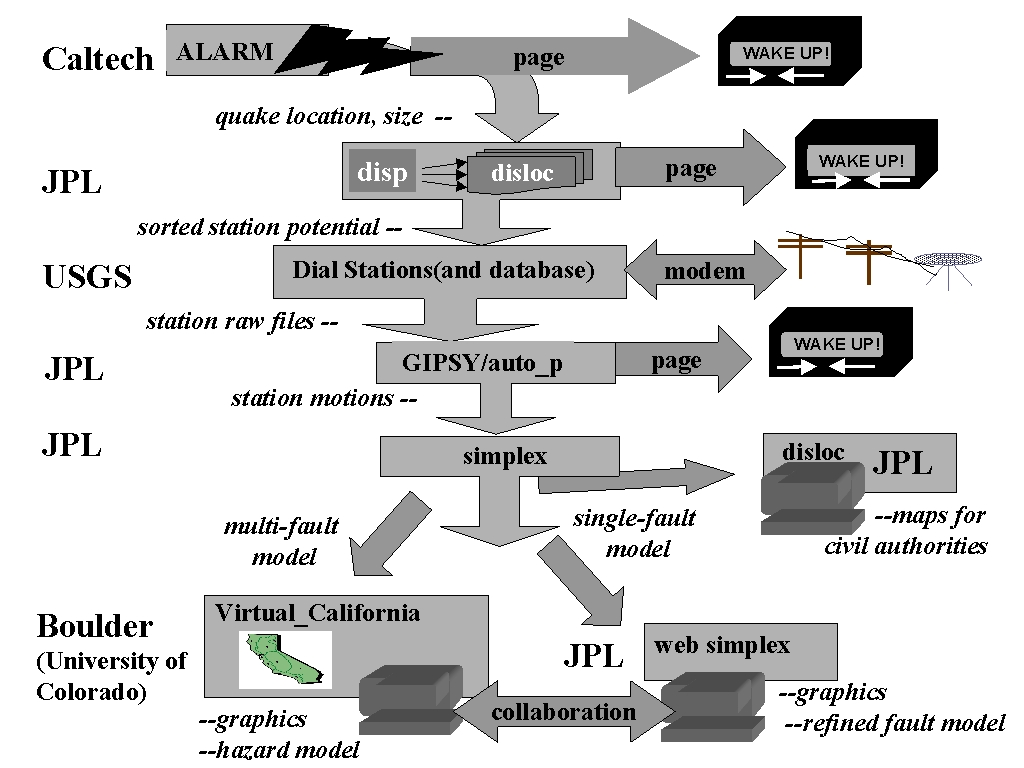 Caltech
ALARM
page
WAKE UP!
quake location, size --
JPL
disp
disloc
page
WAKE UP!
sorted station potential --
USGS
Dial Stations(and database)
modem
station raw files --
JPL
GIPSY/auto_p
page
WAKE UP!
station motions --
JPL
simplex
disloc
JPL
--maps for
civil authorities
multi-fault
model
single-fault
model
Boulder
(University of
Colorado)
Virtual_California
--graphics
--hazard model
collaboration
JPL
web simplex
--graphics
--refined fault model